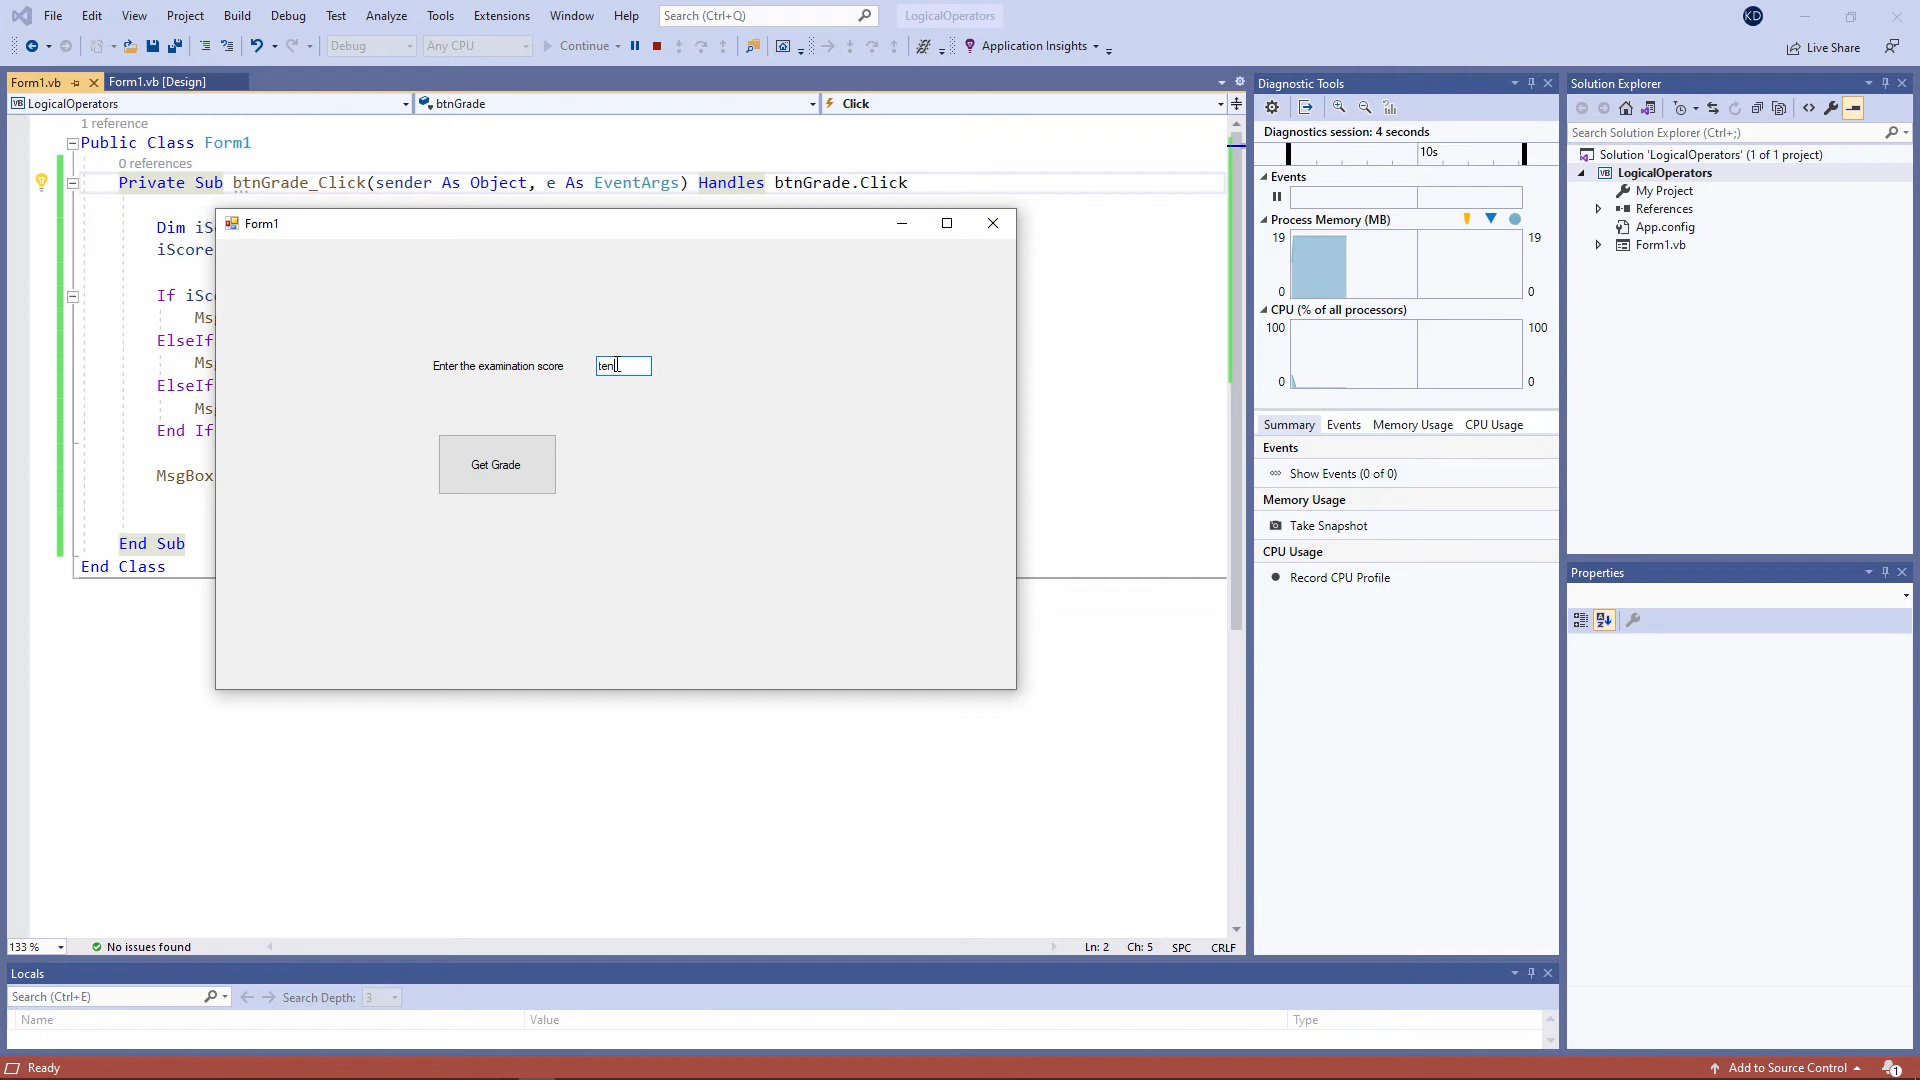 File Edit View Project Build Debug Test Analyze Tools Extensions Window Help Search (Ctrl+Q) LogicalOperators KD
Debug Any CPU Continue Application Insights Live Share
Form1.vb Form1.vb [Design]
LogicalOperators btnGrade Click
1 reference
Public Class Form1
0 references
Private Sub btnGrade_Click(sender As Object, e As EventArgs) Handles btnGrade.Click
Dim iSc
iScore
If iSc
Ms
ElseIf
Ms
ElseIf
Ms
End If
MsgBox
End Sub
End Class
Form1
Enter the examination score ten
Get Grade
133 % No issues found Ln: 2 Ch: 5 SPC CRLF
Diagnostic Tools
Diagnostics session: 4 seconds
10s
Events
Process Memory (MB)
19 19
0 0
CPU (% of all processors)
100 100
0 0
Summary Events Memory Usage CPU Usage
Events
Show Events (0 of 0)
Memory Usage
Take Snapshot
CPU Usage
Record CPU Profile
Solution Explorer
Search Solution Explorer (Ctrl+;)
Solution 'LogicalOperators' (1 of 1 project)
VB LogicalOperators
My Project
References
App.config
Form1.vb
Properties
Locals
Search (Ctrl+E) Search Depth: 3
Name Value Type
Ready Add to Source Control 1